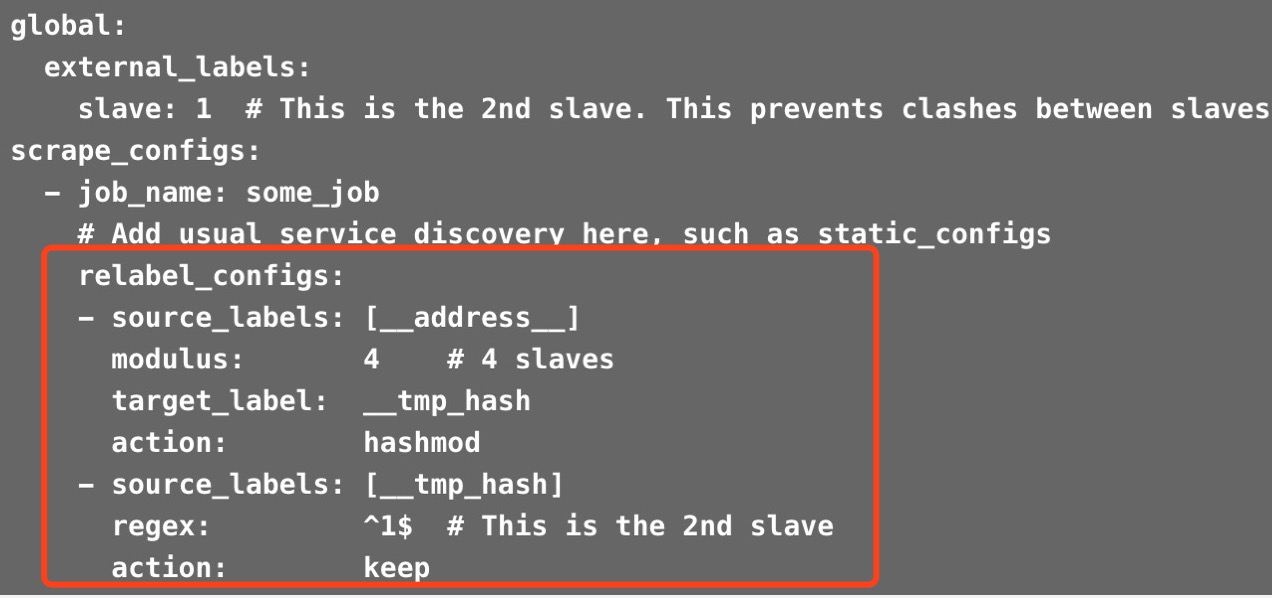 global:
  external_labels:
    slave: 1  # This is the 2nd slave. This prevents clashes between slaves
scrape_configs:
  - job_name: some_job
    # Add usual service discovery here, such as static_configs
    relabel_configs:
    - source_labels: [__address__]
      modulus:       4    # 4 slaves
      target_label:  __tmp_hash
      action:        hashmod
    - source_labels: [__tmp_hash]
      regex:         ^1$  # This is the 2nd slave
      action:        keep